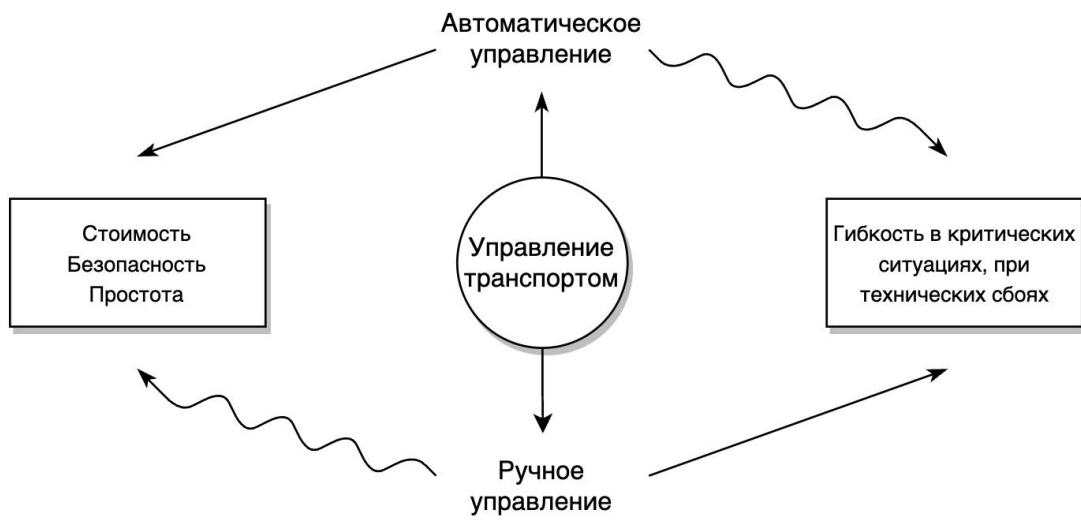 Автоматическое
управление
Стоимость
Безопасность
Простота
Управление
транспортом
Гибкость в критических
ситуациях, при
технических сбоях
Ручное
управление